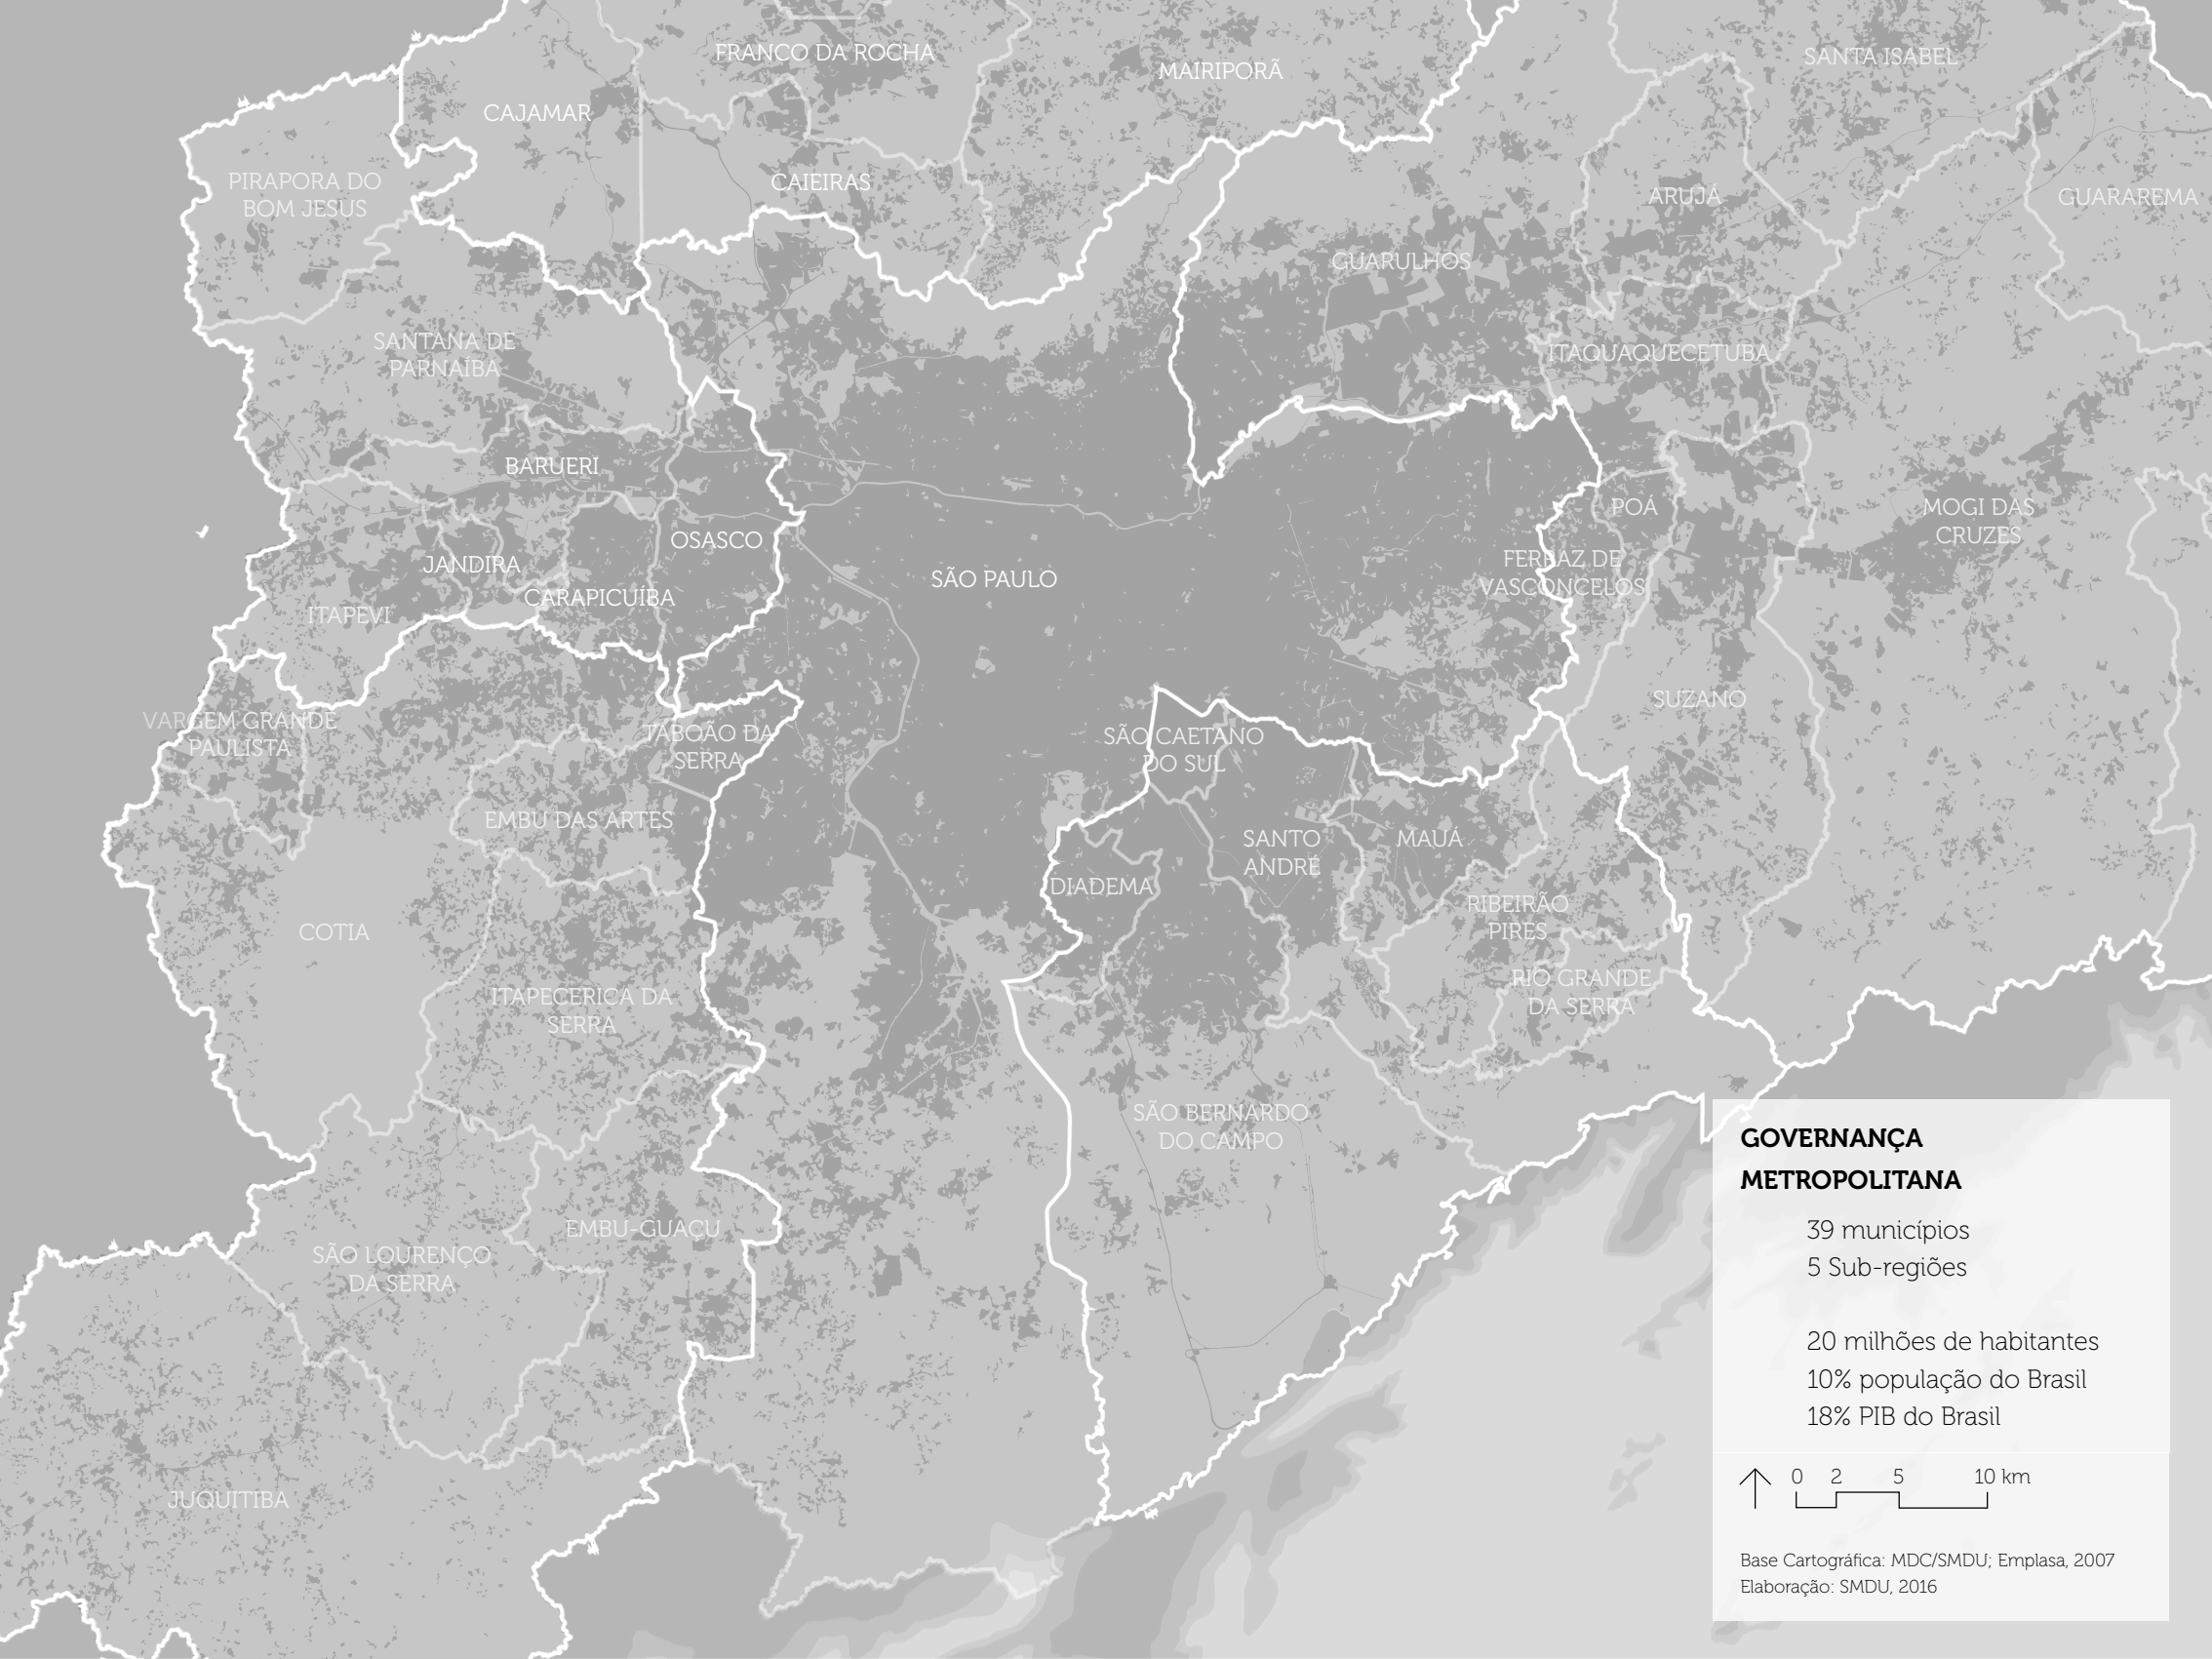 FRANCO DA ROCHA
MAIRIPORÃ
SANTA ISABEL
CAJAMAR
PIRAPORA DO
BOM JESUS
CAIEIRAS
ARUJÁ
GUARAREMA
GUARULHOS
SANTANA DE
PARNAÍBA
ITAQUAQUECETUBA
BARUERI
POÁ
MOGI DAS
CRUZES
OSASCO
JANDIRA
SÃO PAULO
FERRAZ DE
VASCONCELOS
CARAPICUÍBA
ITAPEVI
SUZANO
VARGEM GRANDE
PAULISTA
TABOÃO DA
SERRA
SÃO CAETANO
DO SUL
EMBU DAS ARTES
SANTO
ANDRÉ
MAUÁ
DIADEMA
RIBEIRÃO
PIRES
COTIA
RIO GRANDE
DA SERRA
ITAPECERICA DA
SERRA
SÃO BERNARDO
DO CAMPO
EMBU-GUAÇU
SÃO LOURENÇO
DA SERRA
JUQUITIBA
GOVERNANÇA
METROPOLITANA
39 municípios
5 Sub-regiões
20 milhões de habitantes
10% população do Brasil
18% PIB do Brasil
0 2 5 10 km
Base Cartográfica: MDC/SMDU; Emplasa, 2007
Elaboração: SMDU, 2016